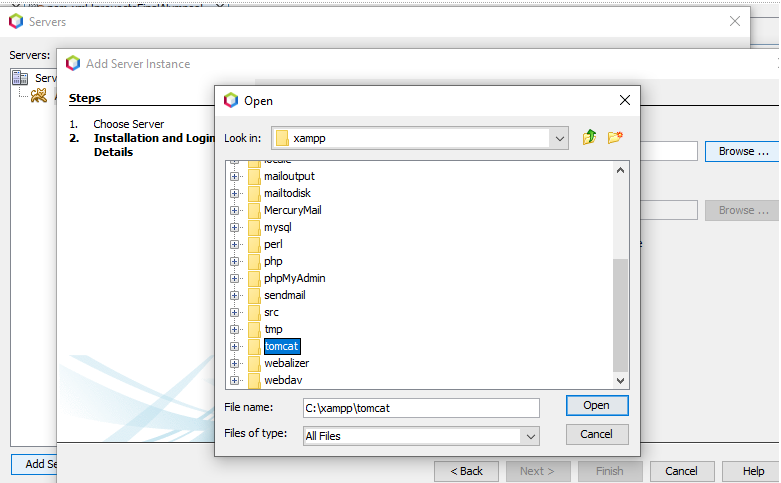 Servers
Servers:
Add Server Instance
Steps
1. Choose Server
2. Installation and Login
Details
Open
Look in:
xampp
mailoutput
mailtodisk
MercuryMail
mysql
perl
php
phpMyAdmin
sendmail
src
tmp
tomcat
webalizer
webdav
File name:
C:\xampp\tomcat
Open
Files of type:
All Files
Cancel
Browse ...
Browse ...
Add Se
< Back
Next >
Finish
Cancel
Help